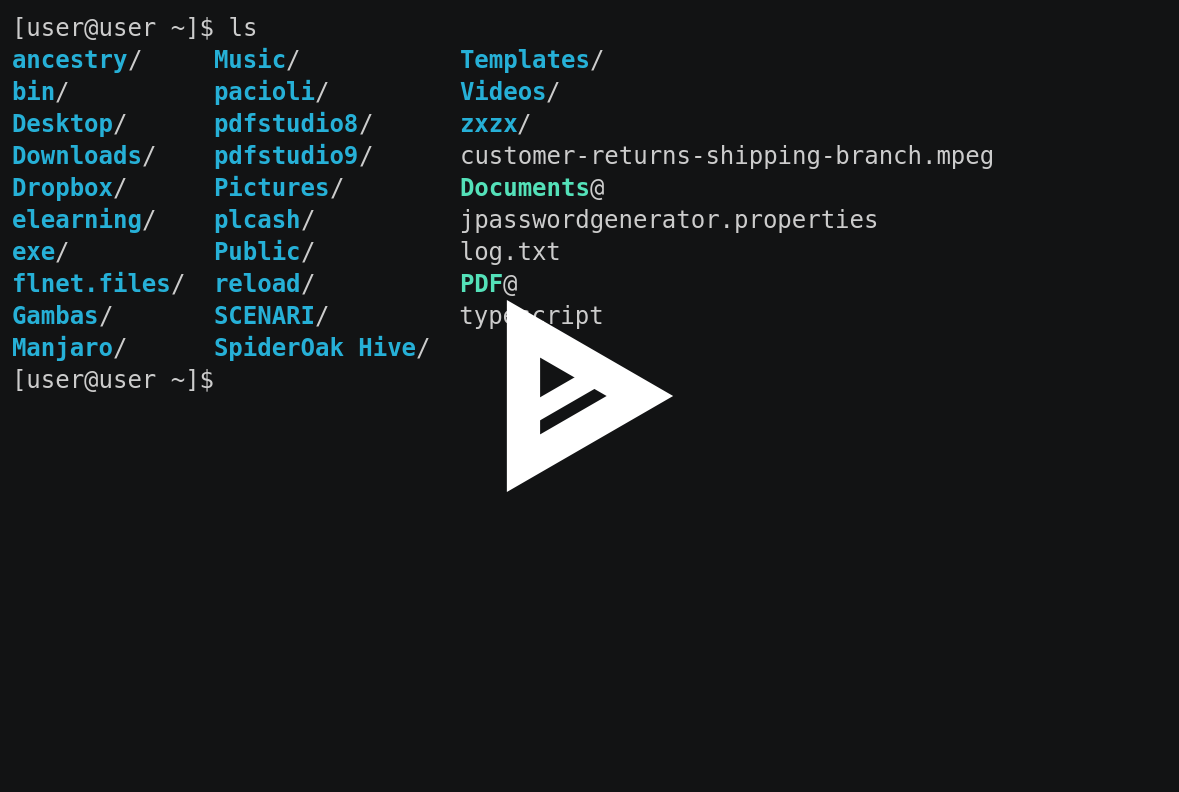 [user@user ~]$ ls
ancestry/ Music/ Templates/
bin/ pacioli/ Videos/
Desktop/ pdfstudio8/ zxzx/
Downloads/ pdfstudio9/ customer-returns-shipping-branch.mpeg
Dropbox/ Pictures/ Documents@
elearning/ plcash/ jpasswordgenerator.properties
exe/ Public/ log.txt
flnet.files/ reload/ PDF@
Gambas/ SCENARI/ typescript
Manjaro/ SpiderOak Hive/
[user@user ~]$